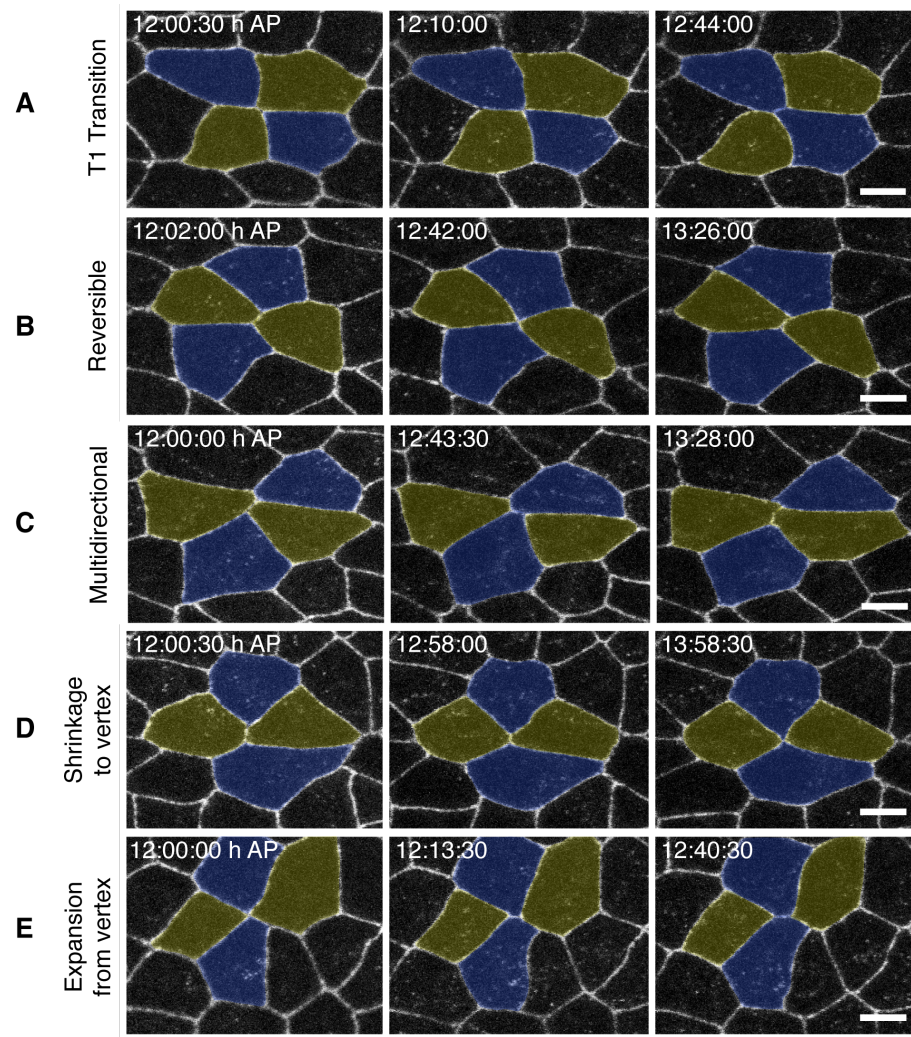 A
T1 Transition
12:00:30 h AP
12:10:00
12:44:00
B
Reversible
12:02:00 h AP
12:42:00
13:26:00
C
Multidirectional
12:00:00 h AP
12:43:30
13:28:00
D
Shrinkage
to vertex
12:00:30 h AP
12:58:00
13:58:30
E
Expansion
from vertex
12:00:00 h AP
12:13:30
12:40:30